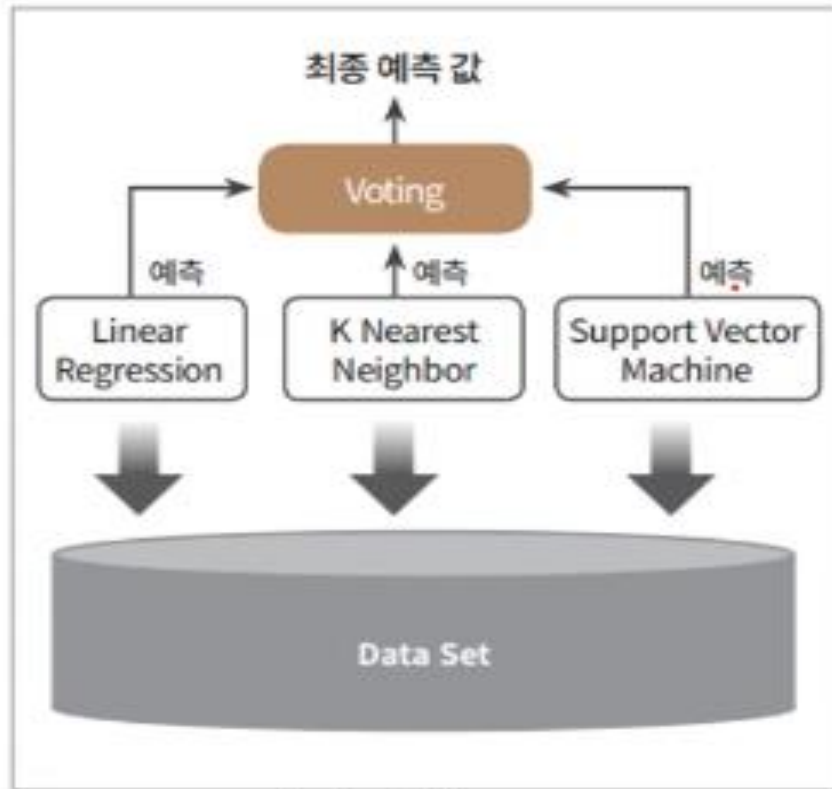 최종 예측 값
Voting
예측
예측
예측
Linear
Regression
K Nearest
Neighbor
Support Vector
Machine
Data Set